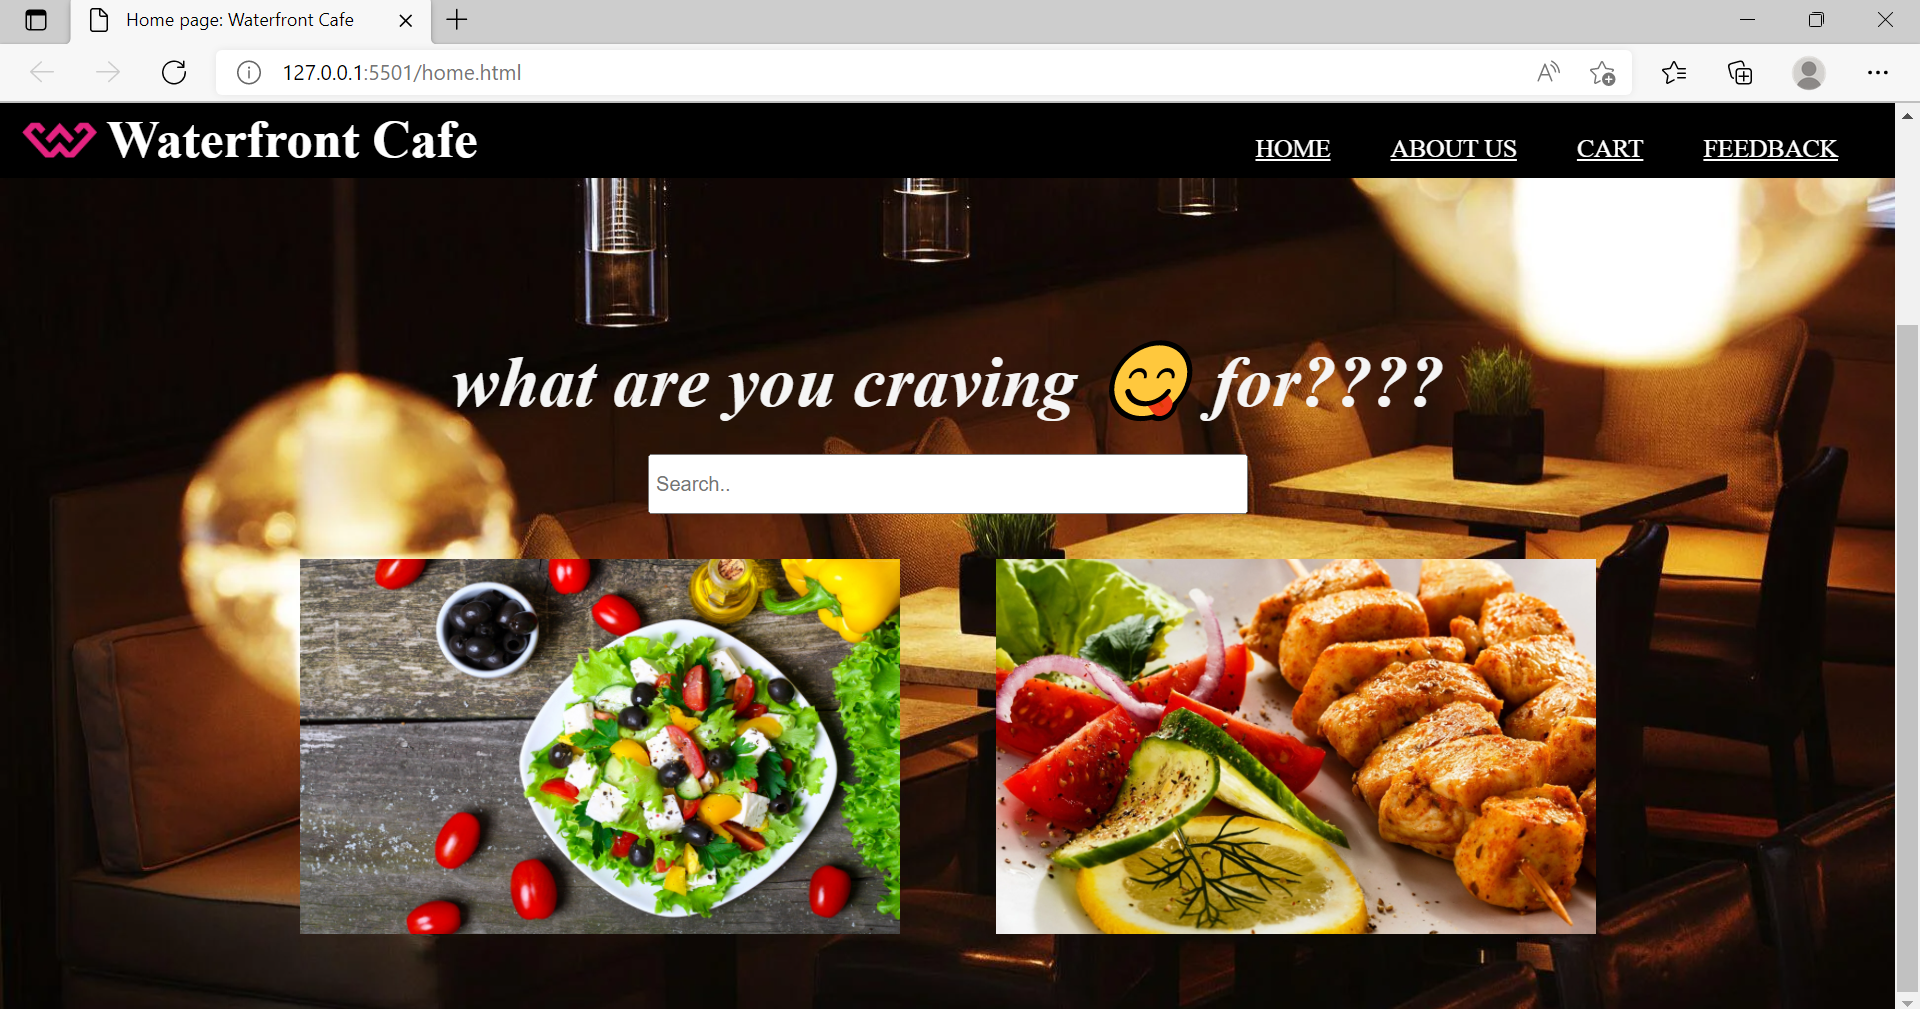 Home page: Waterfront Cafe
127.0.0.1:5501/home.html
Waterfront Cafe
HOME ABOUT US CART FEEDBACK
what are you craving 😋 for????
Search..